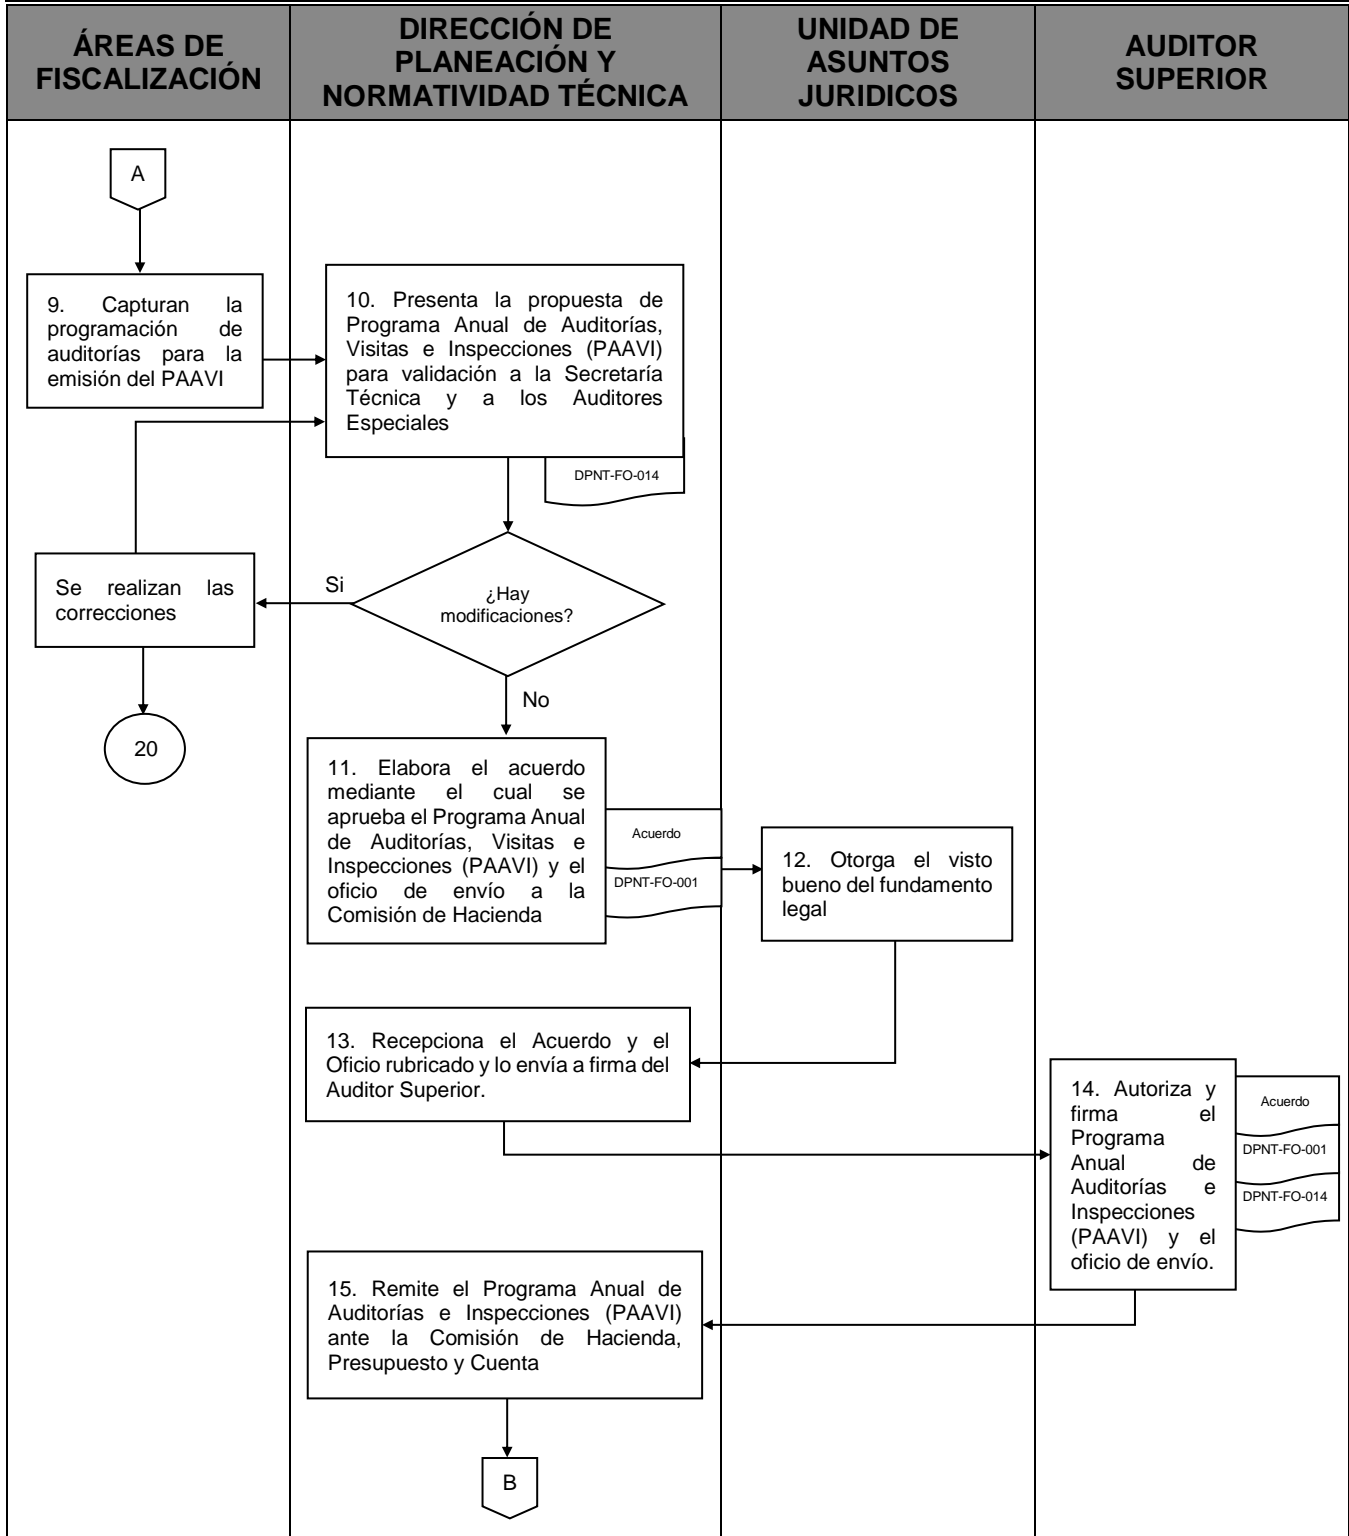 ÁREAS DE
FISCALIZACIÓN
DIRECCIÓN DE
PLANEACIÓN Y
NORMATIVIDAD TÉCNICA
UNIDAD DE
ASUNTOS
JURIDICOS
AUDITOR
SUPERIOR
A
9. Capturan la
programación de
auditorías para la
emisión del PAAVI
10. Presenta la propuesta de
Programa Anual de Auditorías,
Visitas e Inspecciones (PAAVI)
para validación a la Secretaría
Técnica y a los Auditores
Especiales
DPNT-FO-014
¿Hay
modificaciones?
Si
Se realizan las
correcciones
20
No
11. Elabora el acuerdo
mediante el cual se
aprueba el Programa Anual
de Auditorías, Visitas e
Inspecciones (PAAVI) y el
oficio de envío a la
Comisión de Hacienda
Acuerdo
DPNT-FO-001
12. Otorga el visto
bueno del fundamento
legal
13. Recepciona el Acuerdo y el
Oficio rubricado y lo envía a firma del
Auditor Superior.
14. Autoriza y
firma el
Programa
Anual de
Auditorías e
Inspecciones
(PAAVI) y el
oficio de envío.
Acuerdo
DPNT-FO-001
DPNT-FO-014
15. Remite el Programa Anual de
Auditorías e Inspecciones (PAAVI)
ante la Comisión de Hacienda,
Presupuesto y Cuenta
B